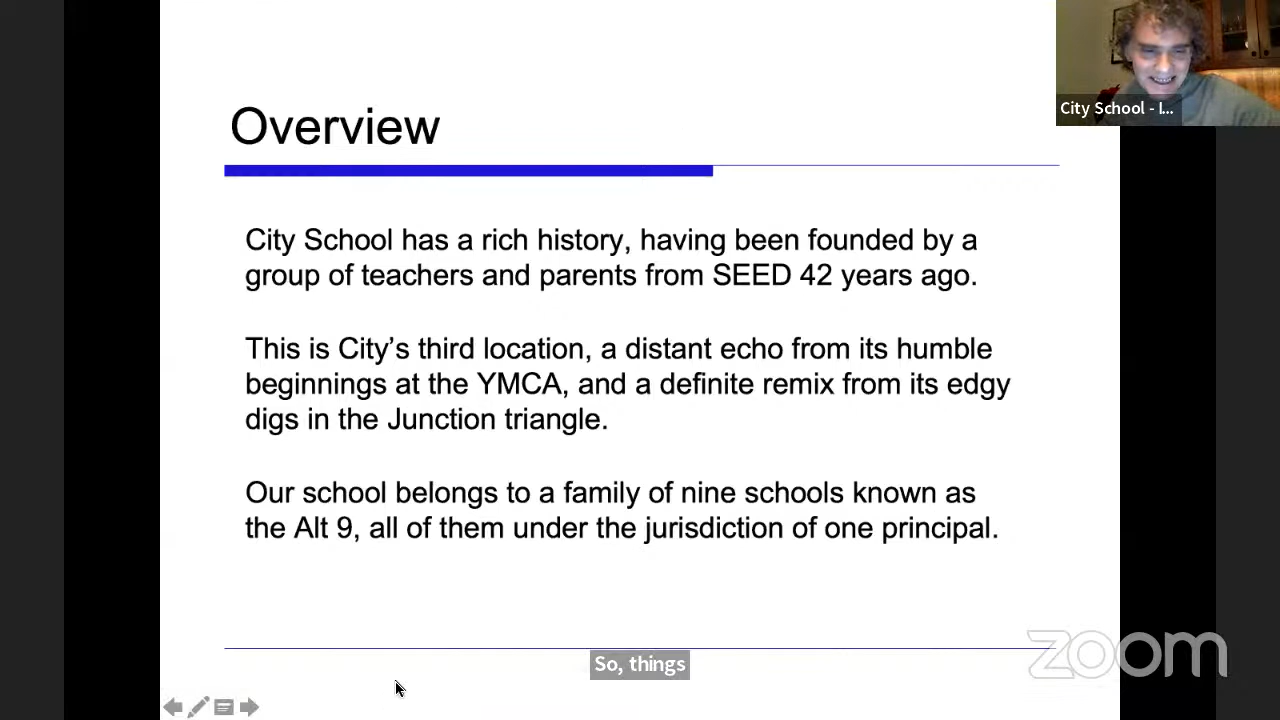 Overview
City School has a rich history, having been founded by a
group of teachers and parents from SEED 42 years ago.
This is City's third location, a distant echo from its humble
beginnings at the YMCA, and a definite remix from its edgy
digs in the Junction triangle.
Our school belongs to a family of nine schools known as
the Alt 9, all of them under the jurisdiction of one principal.
City School - I...
So, things
zoom